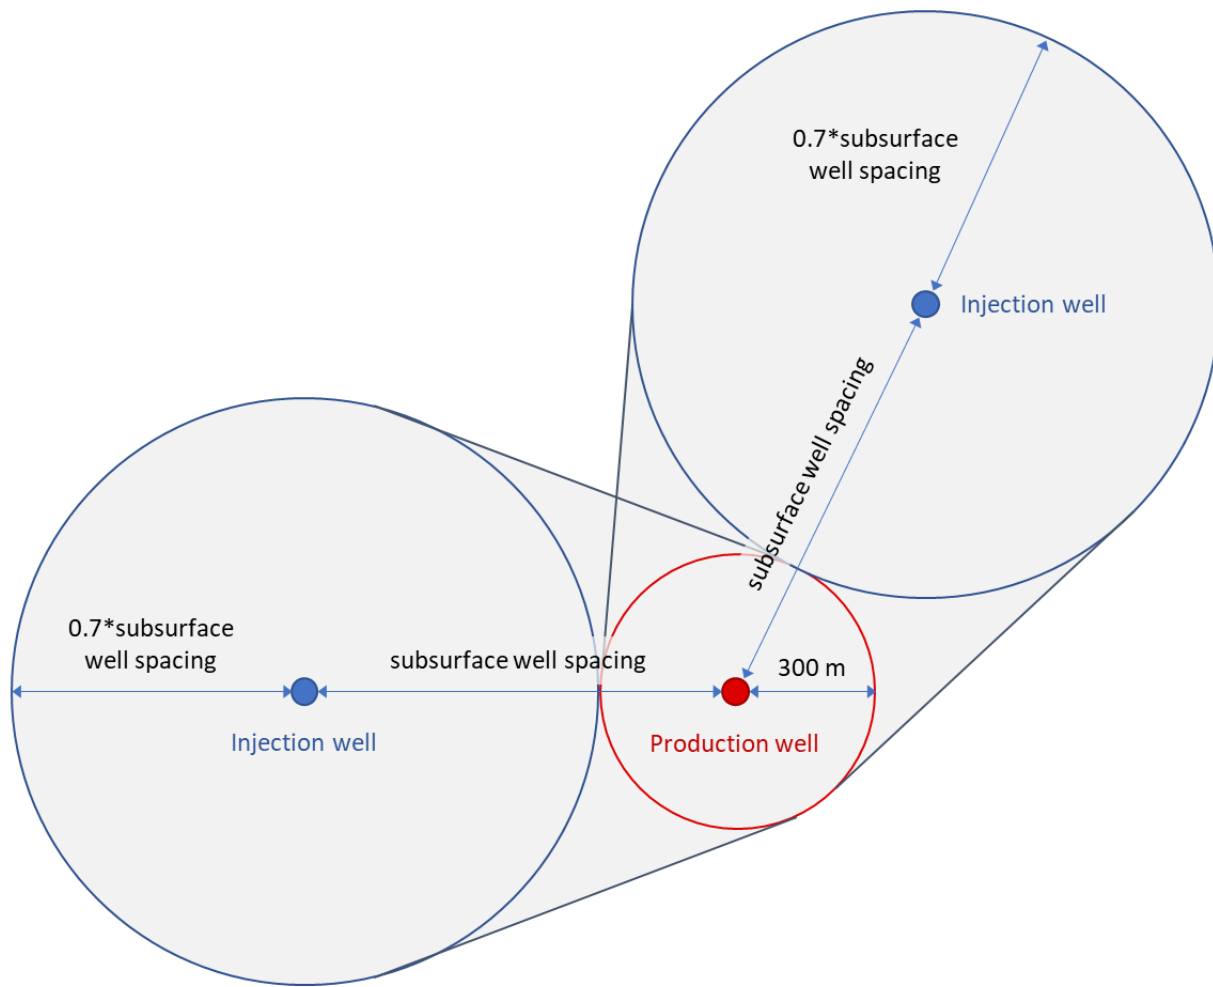 0.7*subsurface
well spacing
Injection well
subsurface well spacing
0.7*subsurface
well spacing
subsurface well spacing
300 m
Injection well
Production well